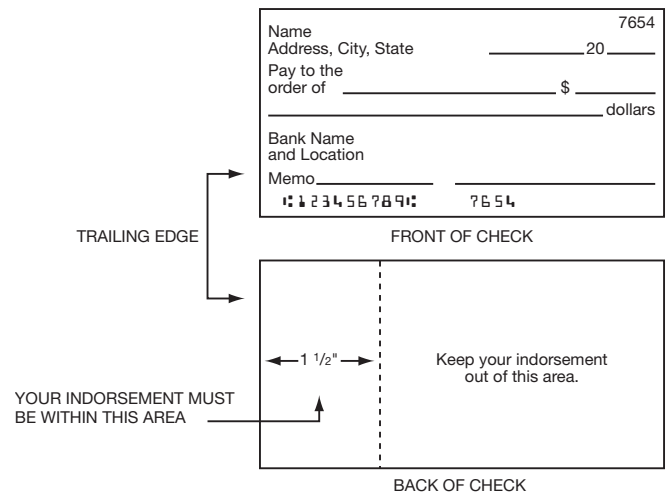 7654
Name
Address, City, State 20
Pay to the
order of $
dollars
Bank Name
and Location
Memo
⑆123456789⑆ 7654
TRAILING EDGE
FRONT OF CHECK
1 1/2"
Keep your indorsement
out of this area.
YOUR INDORSEMENT MUST
BE WITHIN THIS AREA
BACK OF CHECK